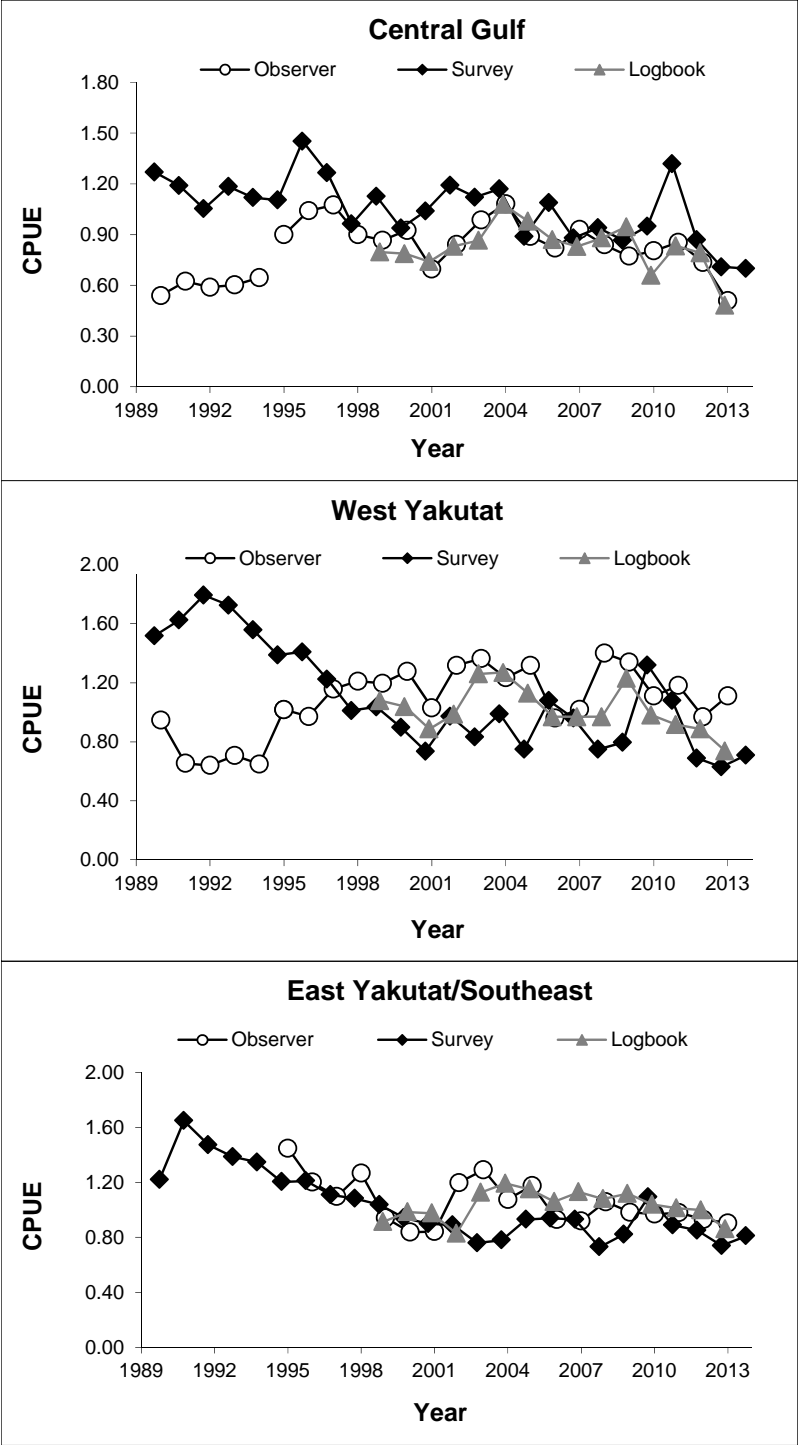 Central Gulf
Observer Survey Logbook
1.80
1.50
1.20
0.90
0.60
0.30
0.00
CPUE
1989 1992 1995 1998 2001 2004 2007 2010 2013
Year
West Yakutat
Observer Survey Logbook
2.00
1.60
1.20
0.80
0.40
0.00
CPUE
1989 1992 1995 1998 2001 2004 2007 2010 2013
Year
East Yakutat/Southeast
Observer Survey Logbook
2.00
1.60
1.20
0.80
0.40
0.00
CPUE
1989 1992 1995 1998 2001 2004 2007 2010 2013
Year